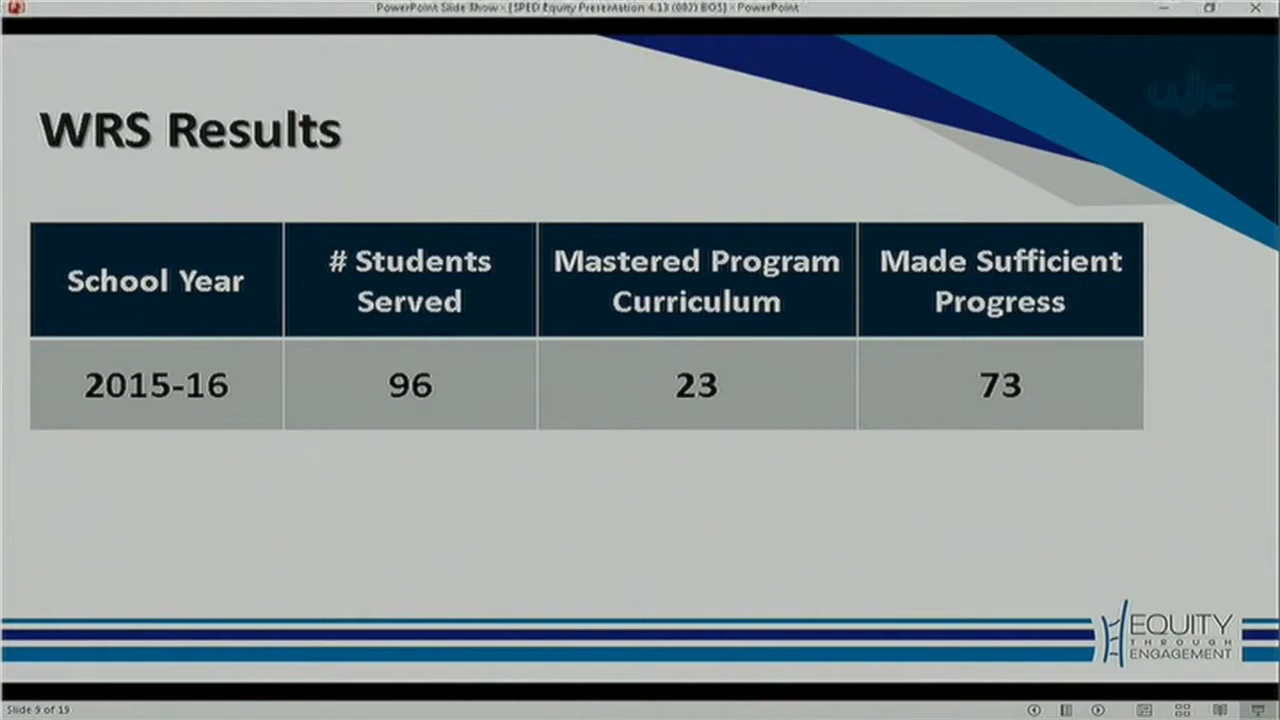 PowerPoint Slide Show - [SPED Equity Presentation 4.13 (002) BOS] - PowerPoint
WRS Results
School Year
# Students
Served
Mastered Program
Curriculum
Made Sufficient
Progress
2015-16
96
23
73
EQUITY
THROUGH
ENGAGEMENT
Slide 9 of 19